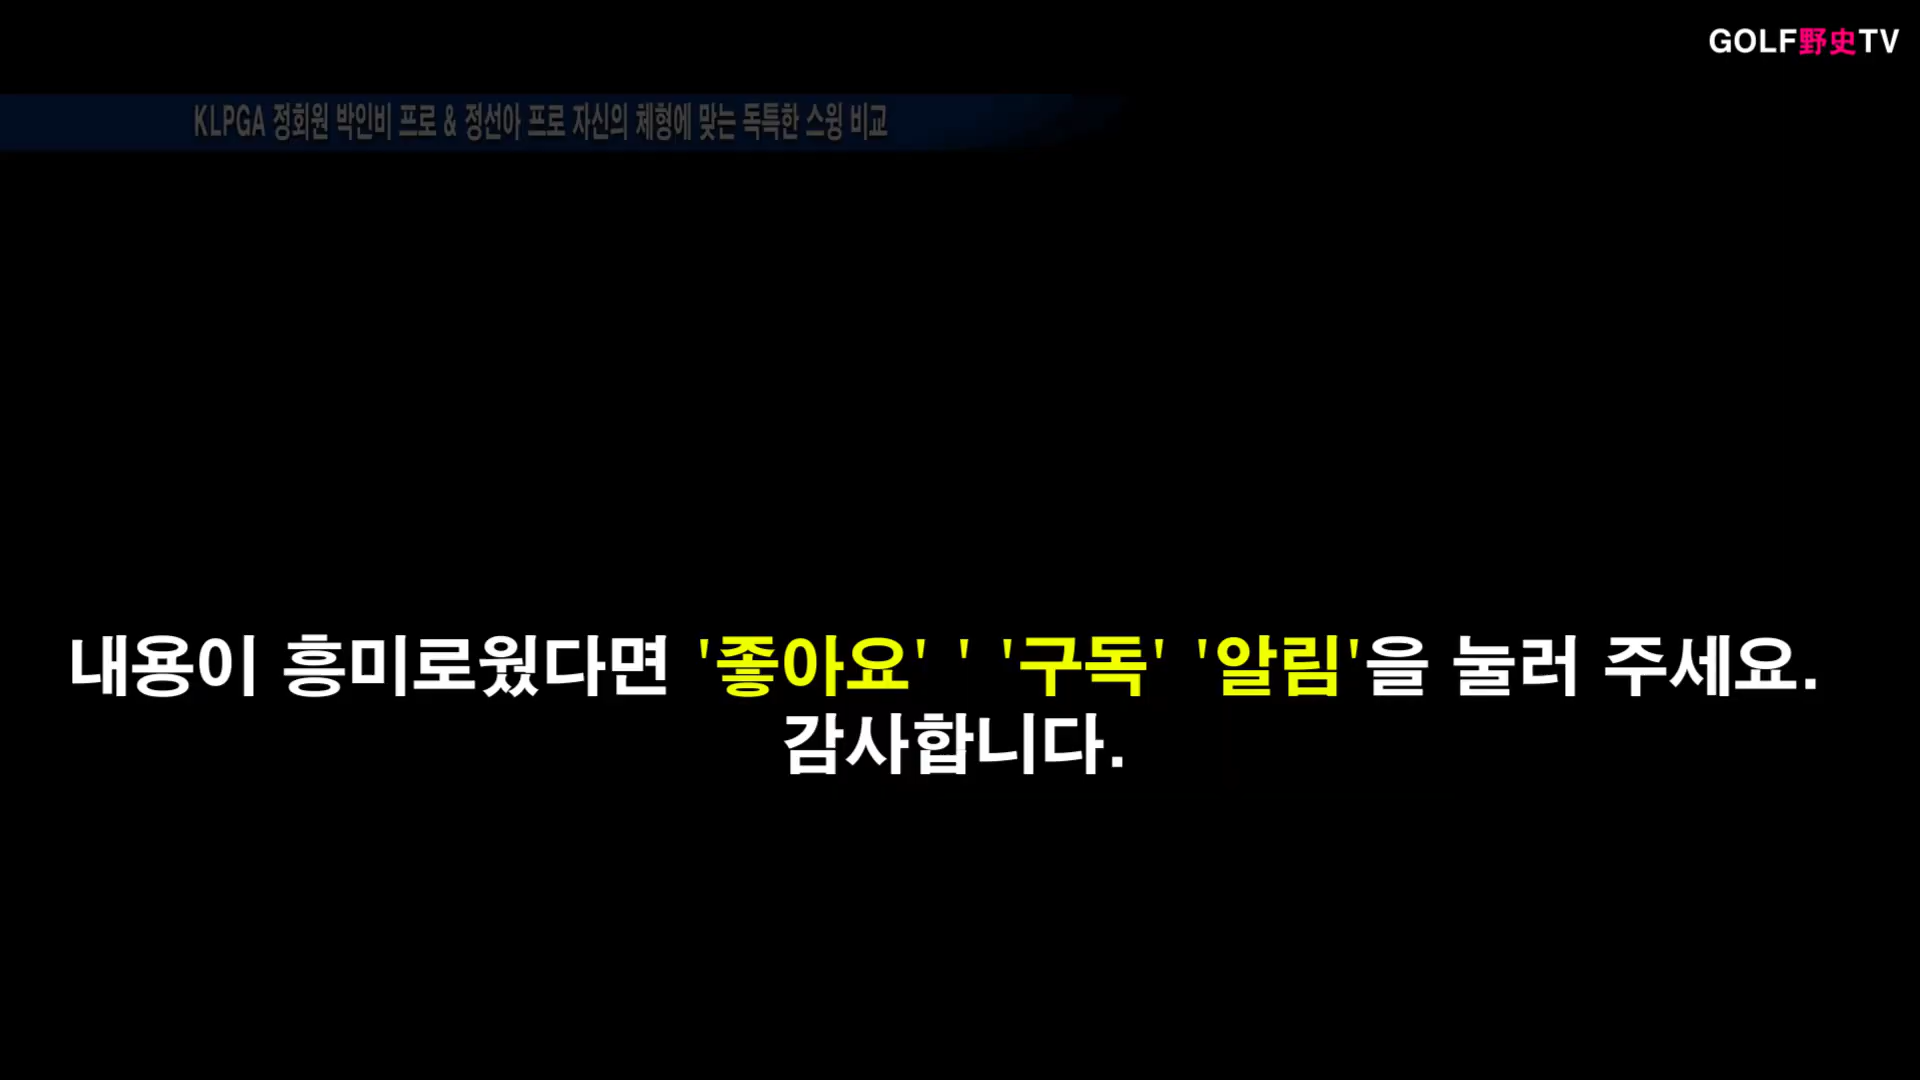 GOLF野史TV
KLPGA 정회원 박인비 프로 & 정선아 프로 자신의 체형에 맞는 독특한 스윙 비교
내용이 흥미로웠다면 '좋아요' ' '구독' '알림'을 눌러 주세요.
감사합니다.